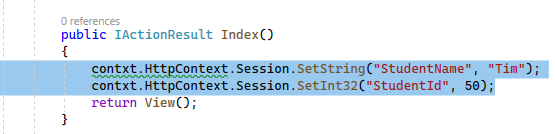 0 references
public IActionResult Index()
{
contxt.HttpContext.Session.SetString("StudentName", "Tim");
contxt.HttpContext.Session.SetInt32("StudentId", 50);
return View();
}